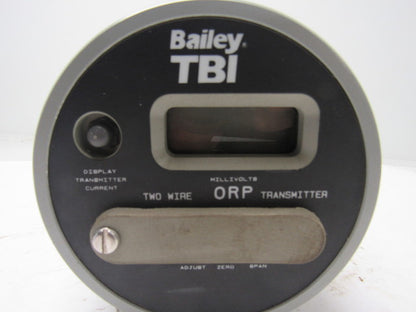 Bailey®
TBI
DISPLAY
TRANSMITTER
CURRENT
MILLIVOLTS
TWO WIRE ORP TRANSMITTER
ADJUST ZERO SPAN